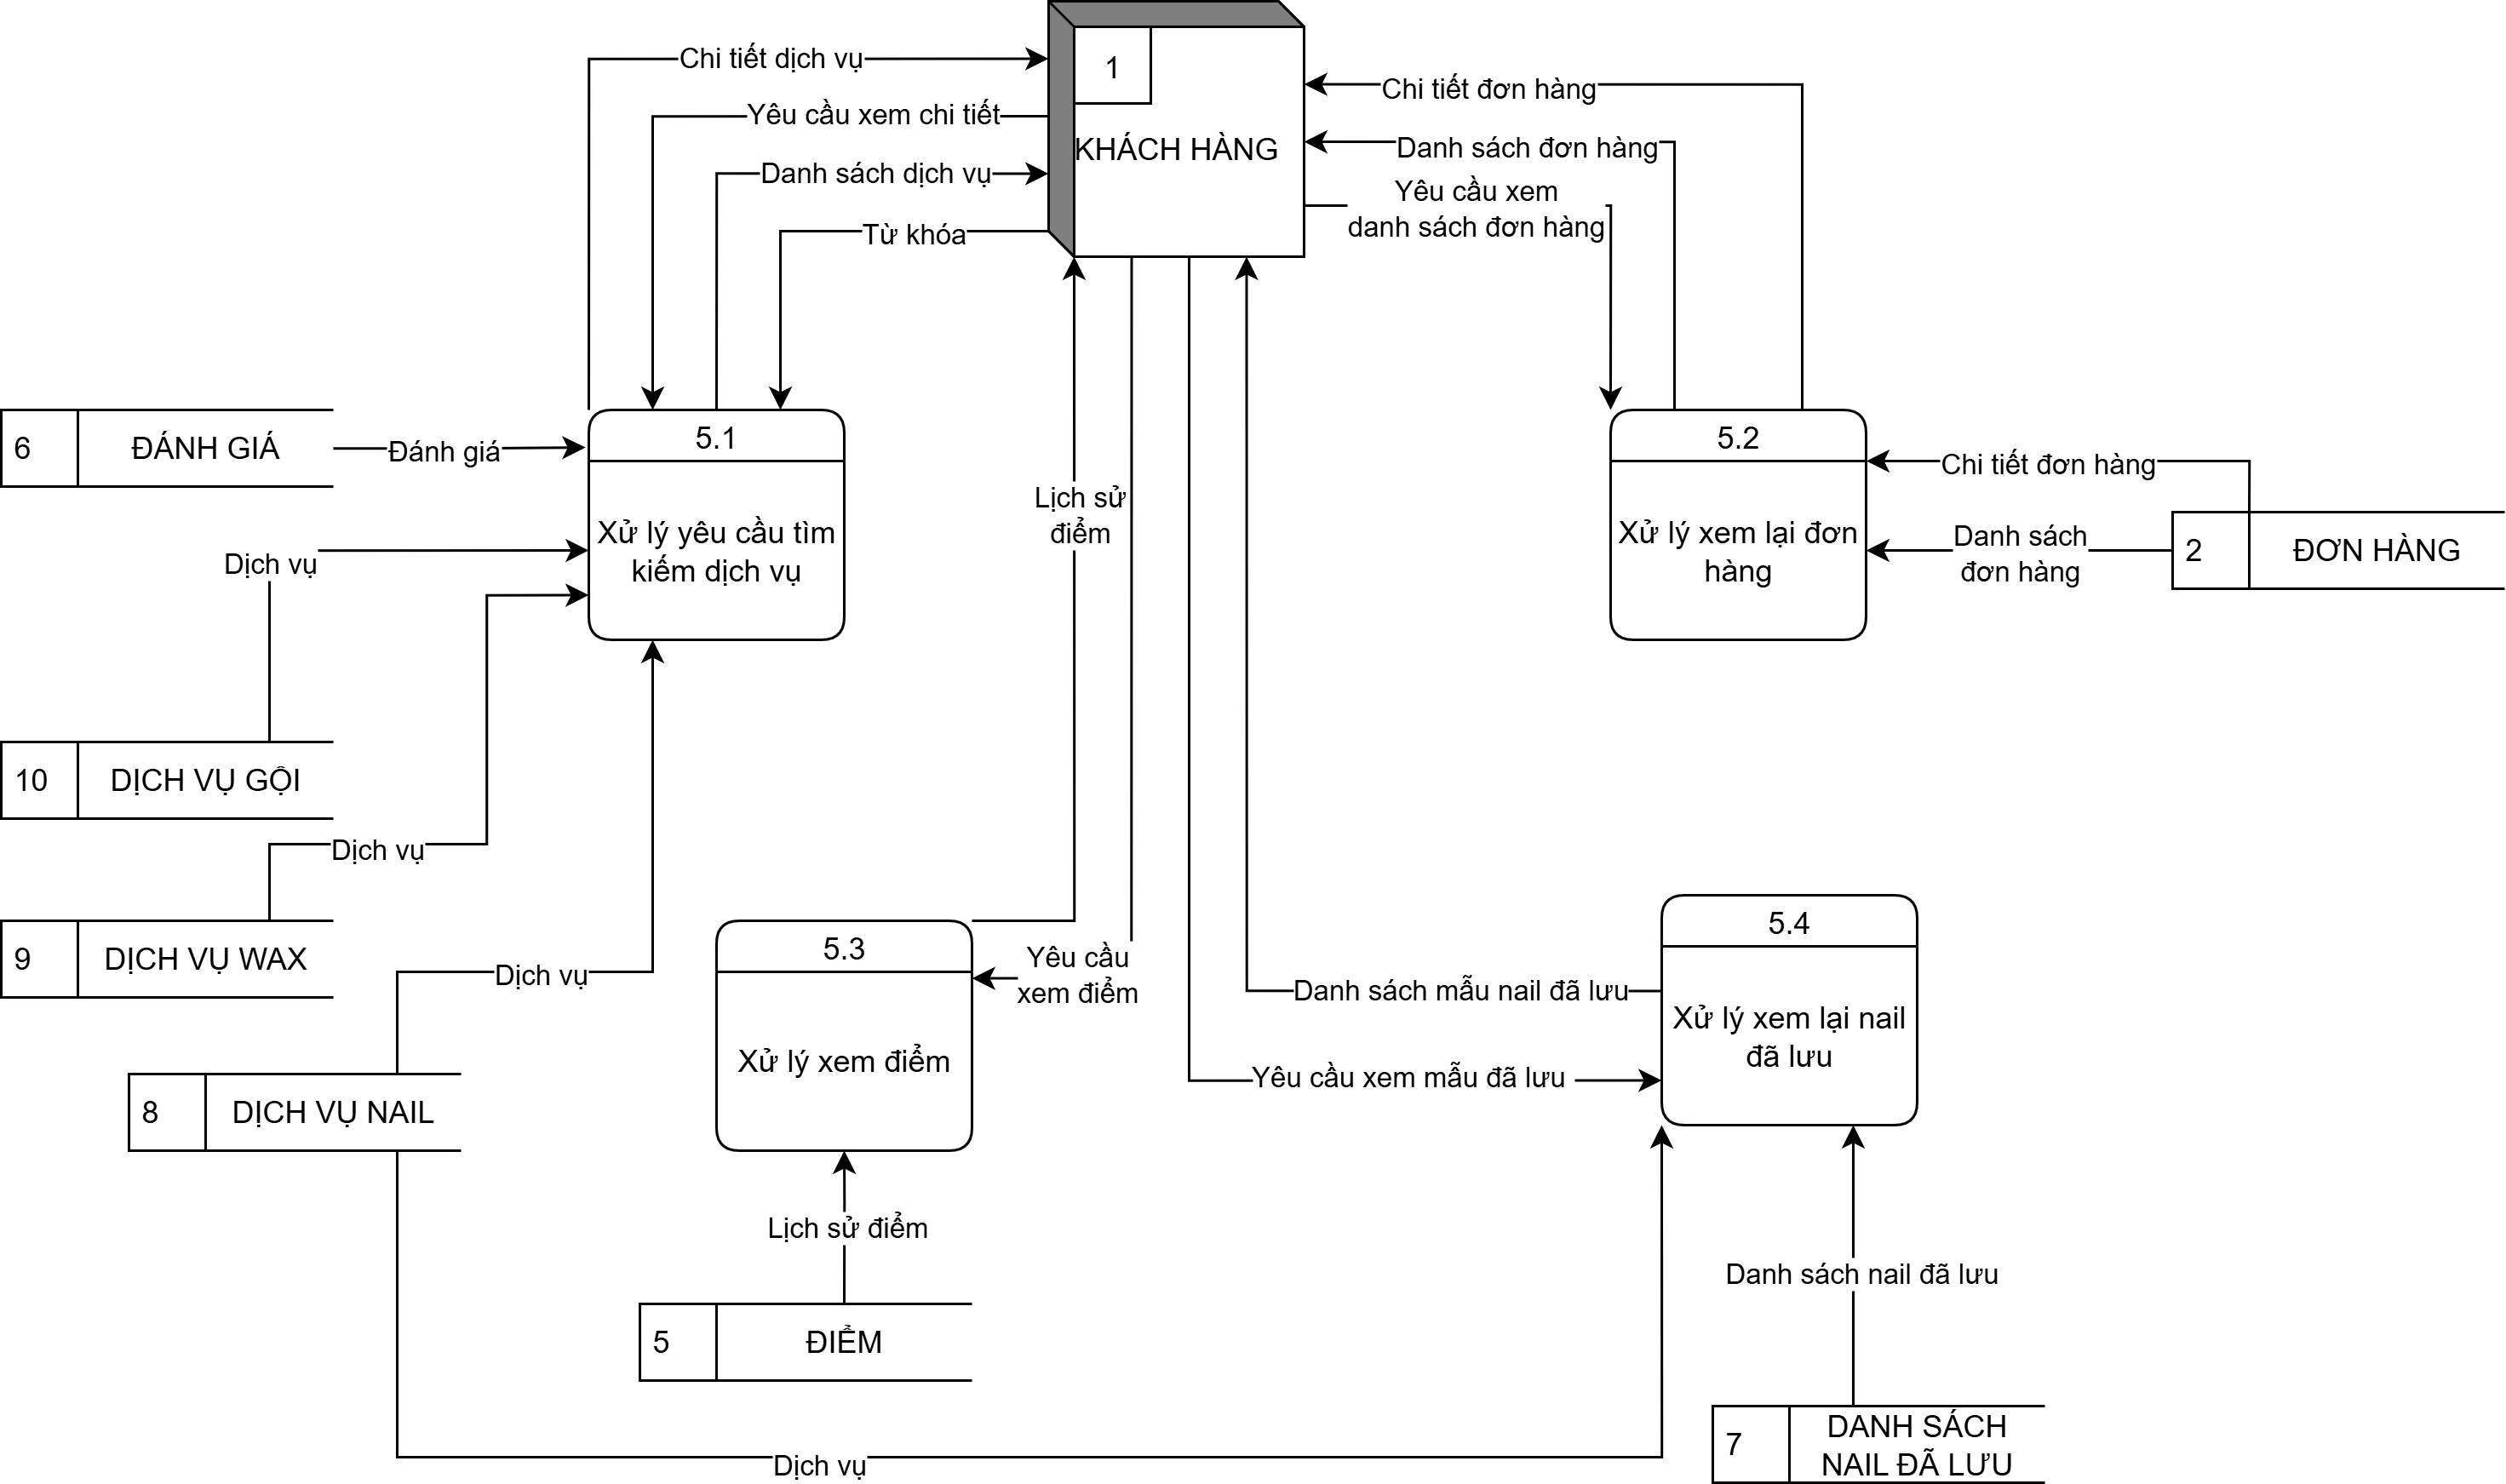 Chi tiết dịch vụ
1
Chi tiết đơn hàng
Yêu cầu xem chi tiết
KHÁCH HÀNG
Danh sách đơn hàng
Danh sách dịch vụ
Yêu cầu xem
danh sách đơn hàng
Từ khóa
6
ĐÁNH GIÁ
Đánh giá
5.1
Xử lý yêu cầu tìm
kiếm dịch vụ
Lịch sử
điểm
5.2
Xử lý xem lại đơn
hàng
Chi tiết đơn hàng
Danh sách
đơn hàng
2
ĐƠN HÀNG
Dịch vụ
10
DỊCH VỤ GỘI
Dịch vụ
9
DỊCH VỤ WAX
Dịch vụ
5.3
Xử lý xem điểm
Yêu cầu
xem điểm
Danh sách mẫu nail đã lưu
5.4
Xử lý xem lại nail
đã lưu
Yêu cầu xem mẫu đã lưu
8
DỊCH VỤ NAIL
Lịch sử điểm
Danh sách nail đã lưu
5
ĐIỂM
7
DANH SÁCH
NAIL ĐÃ LƯU
Dịch vụ